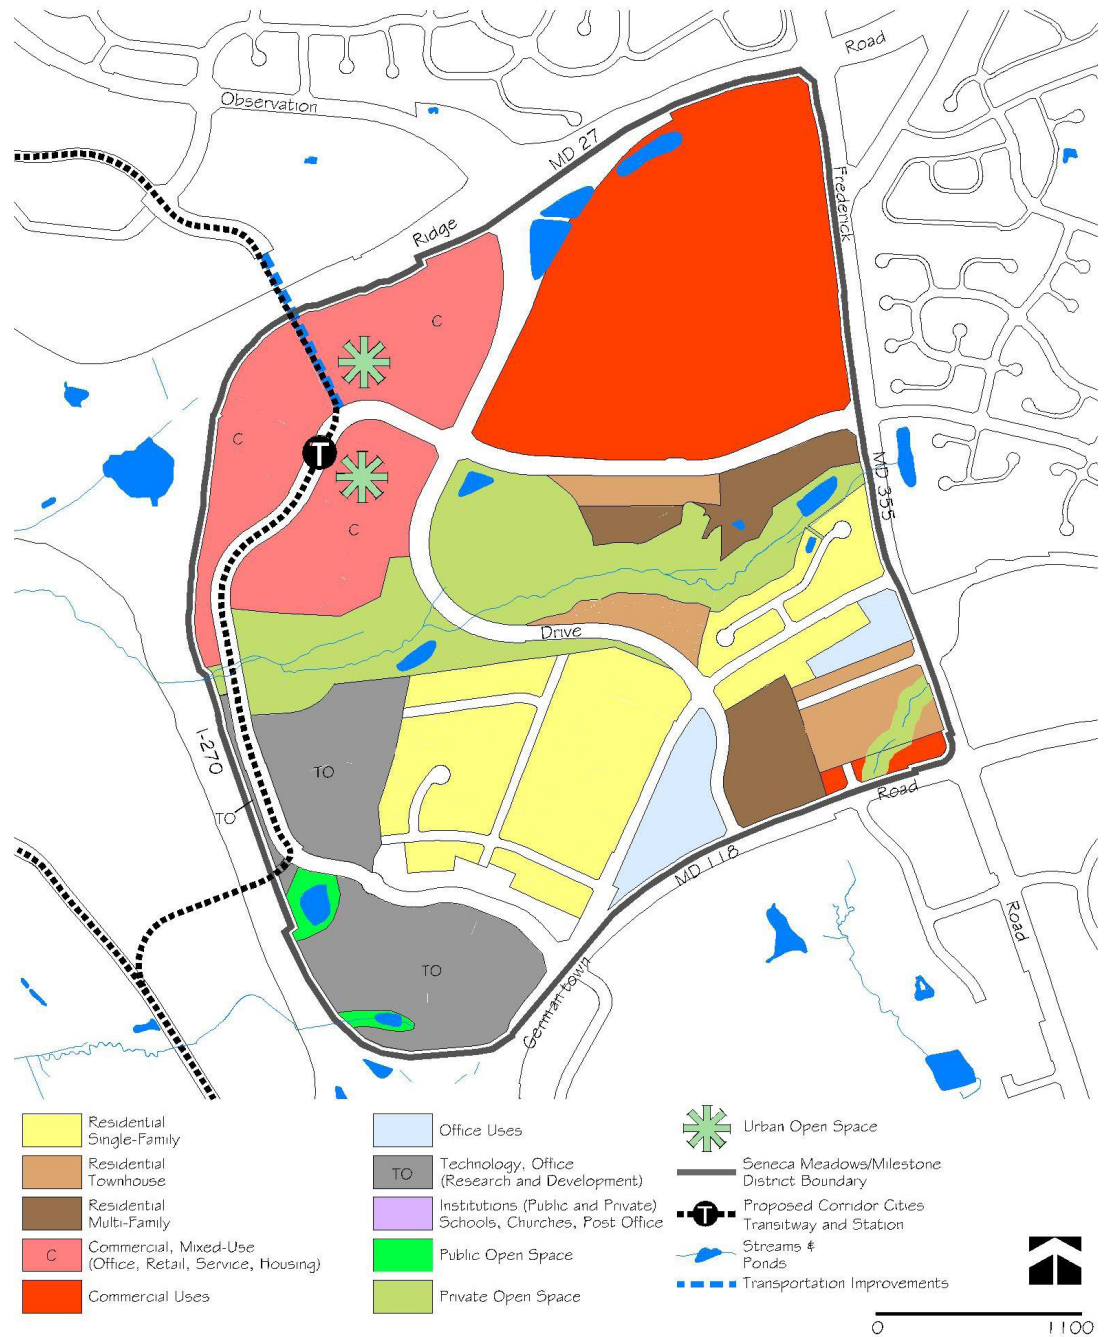 Road
Observation
MD 27
Frederick
Ridge
C
C
T
MD 355
C
Drive
I-270
TO
TO
Road
MD 118
Road
TO
Germantown
Residential
Single-Family
Residential
Townhouse
Residential
Multi-Family
C
Commercial, Mixed-Use
(Office, Retail, Service, Housing)
Commercial Uses
Office Uses
TO
Technology, Office
(Research and Development)
Institutions (Public and Private)
Schools, Churches, Post Office
Public Open Space
Private Open Space
Urban Open Space
Seneca Meadows/Milestone
District Boundary
T
Proposed Corridor Cities
Transitway and Station
Streams &
Ponds
Transportation Improvements
0 1100